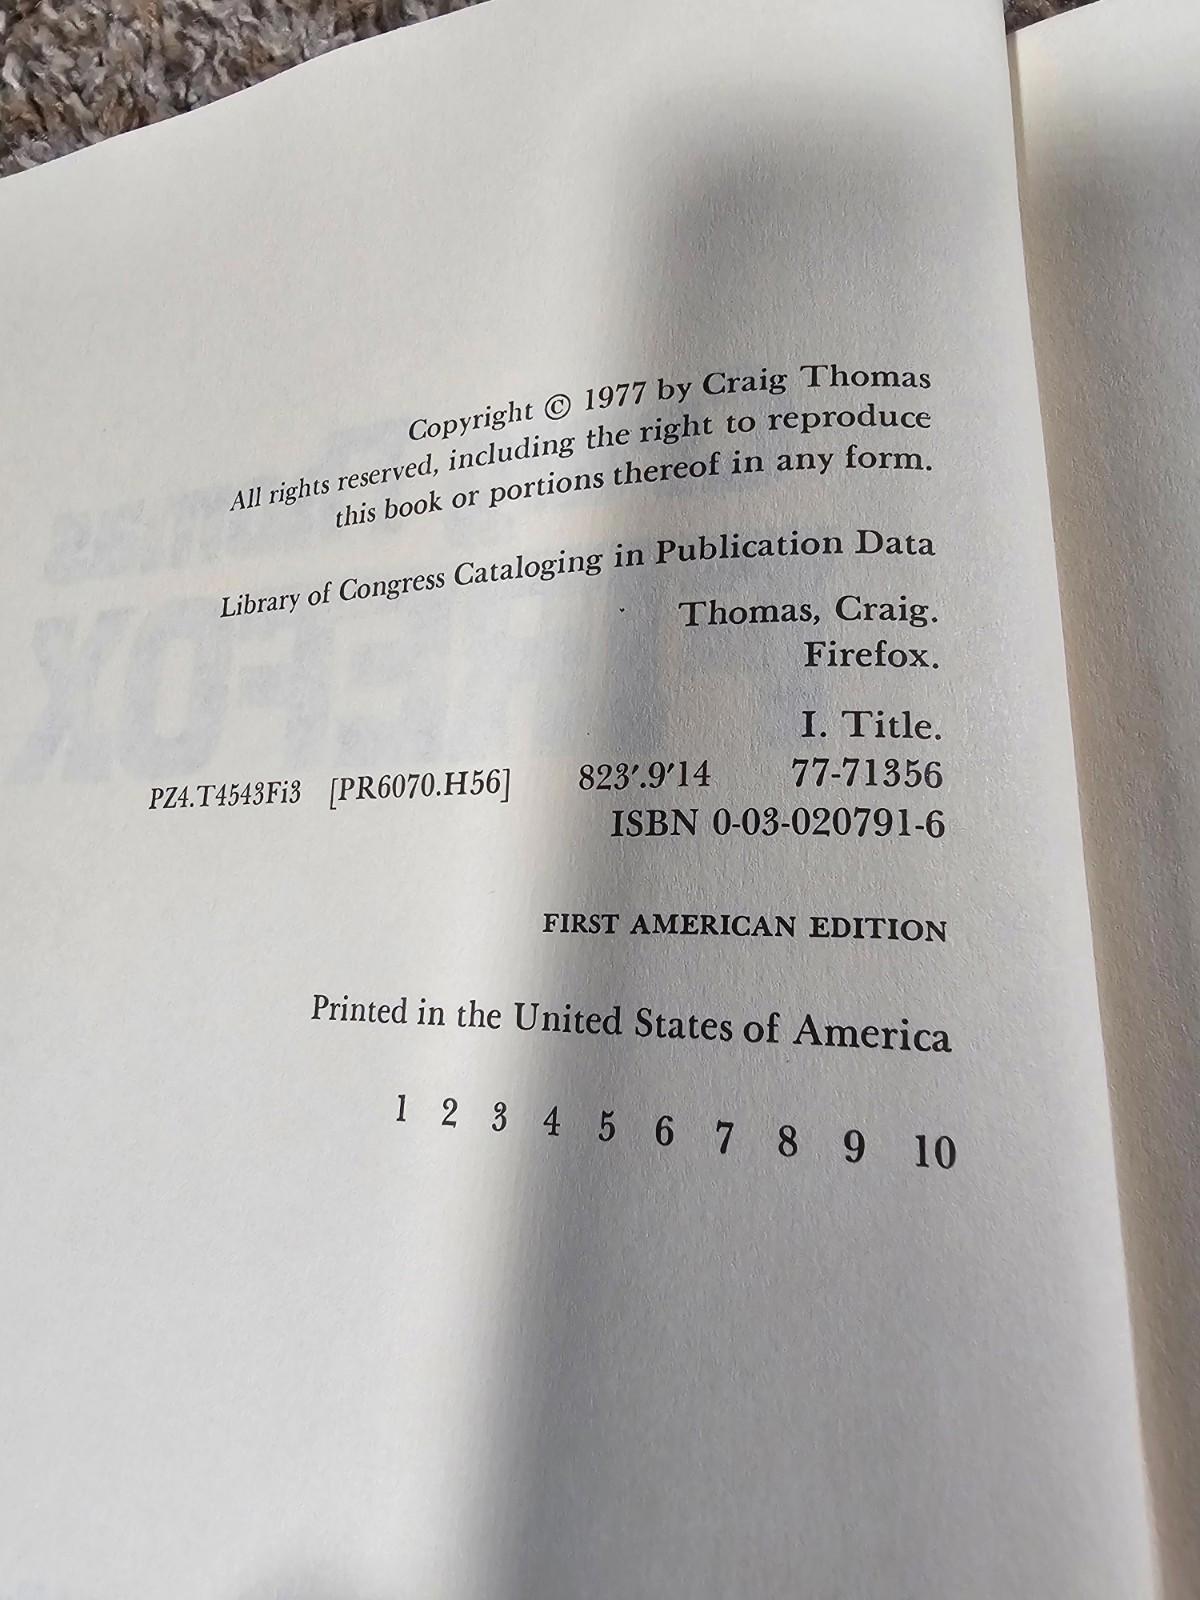 Copyright © 1977 by Craig Thomas
All rights reserved, including the right to reproduce
this book or portions thereof in any form.
Library of Congress Cataloging in Publication Data
Thomas, Craig.
Firefox.
I. Title.
PZ4.T4543Fi3 [PR6070.H56] 823'.9'14 77-71356
ISBN 0-03-020791-6
FIRST AMERICAN EDITION
Printed in the United States of America
1 2 3 4 5 6 7 8 9 10